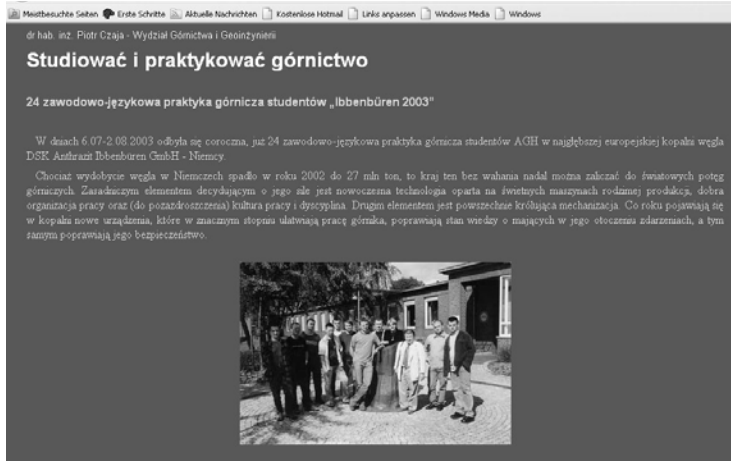 Meistbesuchte Seiten Erste Schritte Aktuelle Nachrichten Kostenlose Hotmail Links anpassen Windows Media Windows
dr hab. inż. Piotr Czaja - Wydział Górnictwa i Geoinżynierii
Studiować i praktykować górnictwo
24 zawodowo-językowa praktyka górnicza studentów „Ibbenbüren 2003”
W dniach 6.07-2.08.2003 odbyła się coroczna, już 24 zawodowo-językowa praktyka górnicza studentów AGH w najgłębszej europejskiej kopalni węgla
DSK Anthrazit Ibbenbüren GmbH - Niemcy.
Chociaż wydobycie węgla w Niemczech spadło w roku 2002 do 27 mln ton, to kraj ten bez wahania nadal można zaliczać do światowych potęg
górniczych. Zasadniczym elementem decydującym o jego sile jest nowoczesna technologia oparta na świetnych maszynach rodzimej produkcji, dobra
organizacja pracy oraz (do pozazdroszczenia) kultura pracy i dyscyplina. Drugim elementem jest powszechnie królująca mechanizacja. Co roku pojawiają się
w kopalni nowe urządzenia, które w znacznym stopniu ułatwiają pracę górnika, poprawiają stan wiedzy o mających w jego otoczeniu zdarzeniach, a tym
samym poprawiają jego bezpieczeństwo.